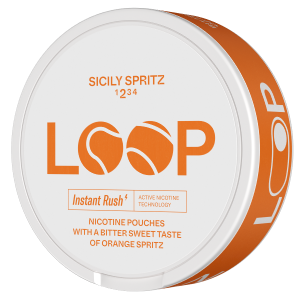 SICILY SPRITZ
1234
LOOP
Instant Rush⚡ ACTIVE NICOTINE
TECHNOLOGY
NICOTINE POUCHES
WITH A BITTER SWEET TASTE
OF ORANGE SPRITZ
LOOP